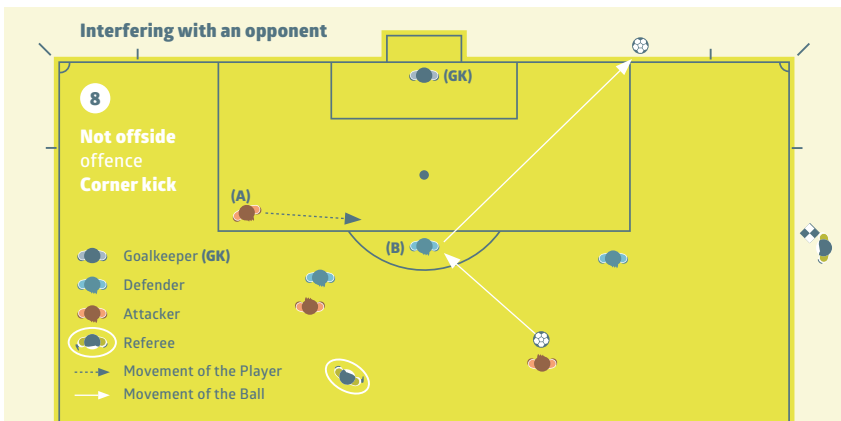 Interfering with an opponent
(GK)
8
Not offside
offence
Corner kick
(A)
(B)
Goalkeeper (GK)
Defender
Attacker
Referee
Movement of the Player
Movement of the Ball